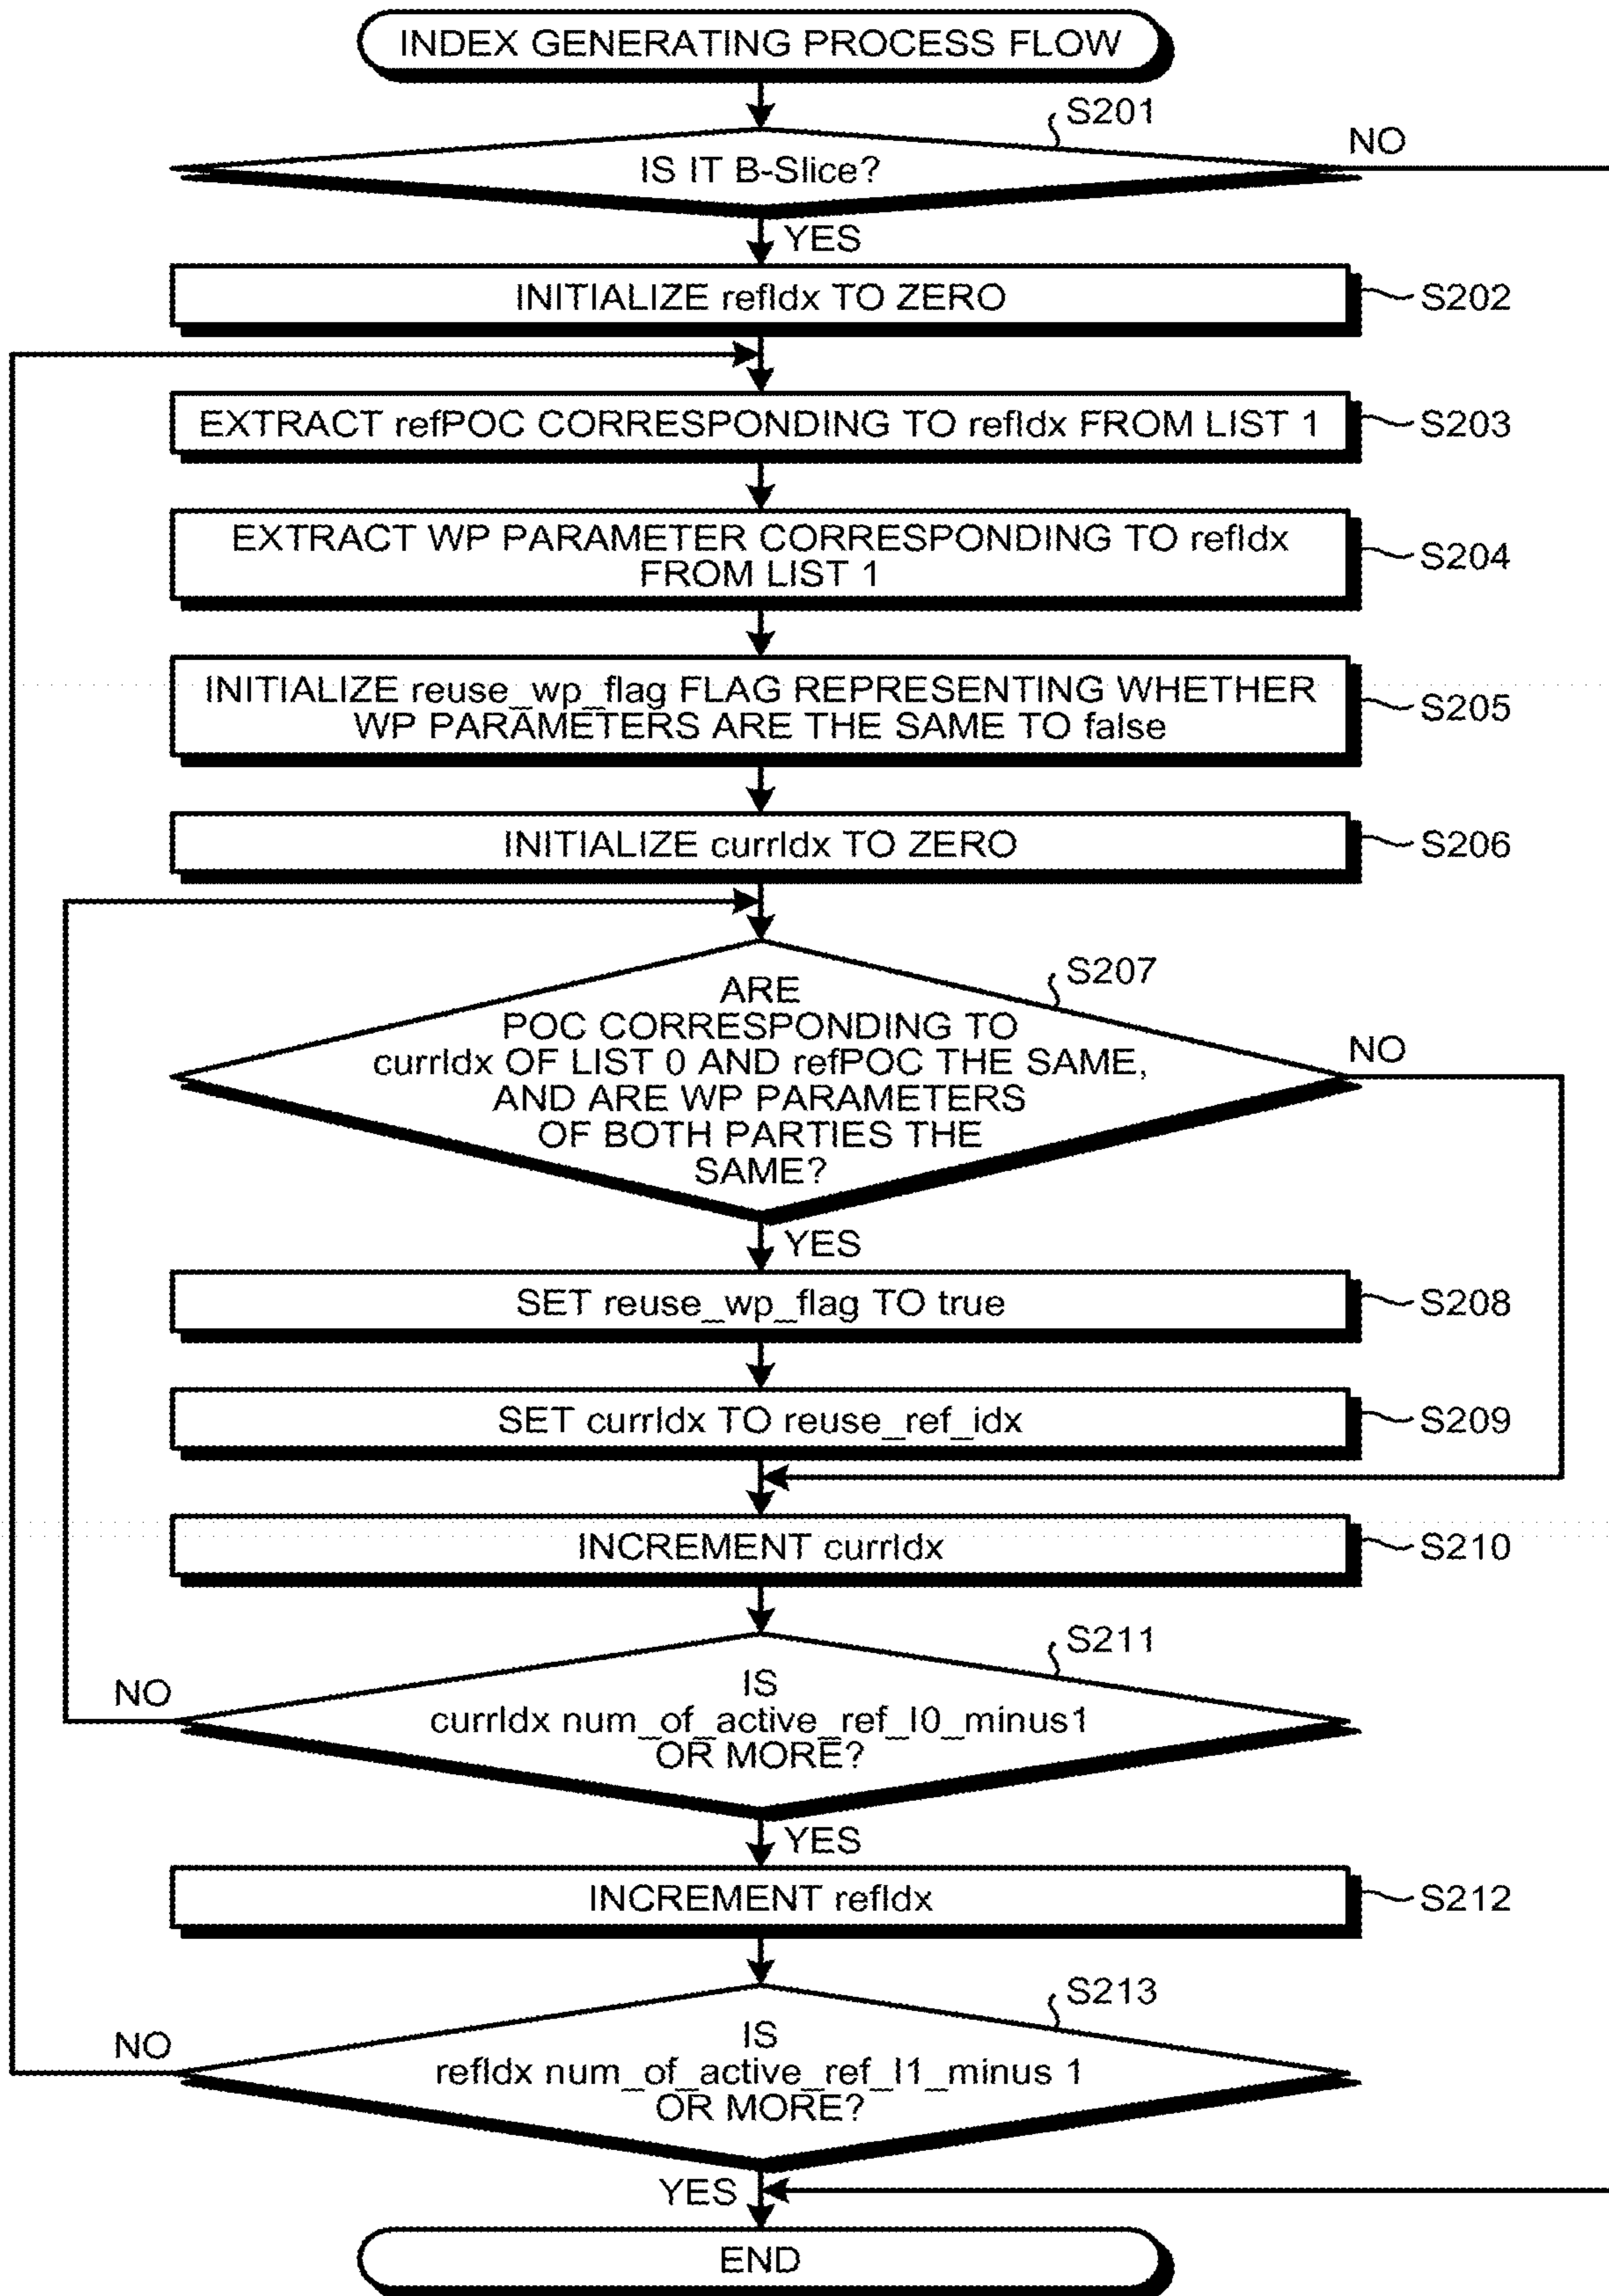 INDEX GENERATING PROCESS FLOW
S201
IS IT B-Slice?
NO
YES
INITIALIZE refIdx TO ZERO
S202
EXTRACT refPOC CORRESPONDING TO refIdx FROM LIST 1
S203
EXTRACT WP PARAMETER CORRESPONDING TO refIdx
FROM LIST 1
S204
INITIALIZE reuse_wp_flag FLAG REPRESENTING WHETHER
WP PARAMETERS ARE THE SAME TO false
S205
INITIALIZE currIdx TO ZERO
S206
S207
ARE
POC CORRESPONDING TO
currIdx OF LIST 0 AND refPOC THE SAME,
AND ARE WP PARAMETERS
OF BOTH PARTIES THE
SAME?
NO
YES
SET reuse_wp_flag TO true
S208
SET currIdx TO reuse_ref_idx
S209
INCREMENT currIdx
S210
S211
IS
currIdx num_of_active_ref_l0_minus1
OR MORE?
NO
YES
INCREMENT refIdx
S212
S213
IS
refIdx num_of_active_ref_l1_minus 1
OR MORE?
NO
YES
END